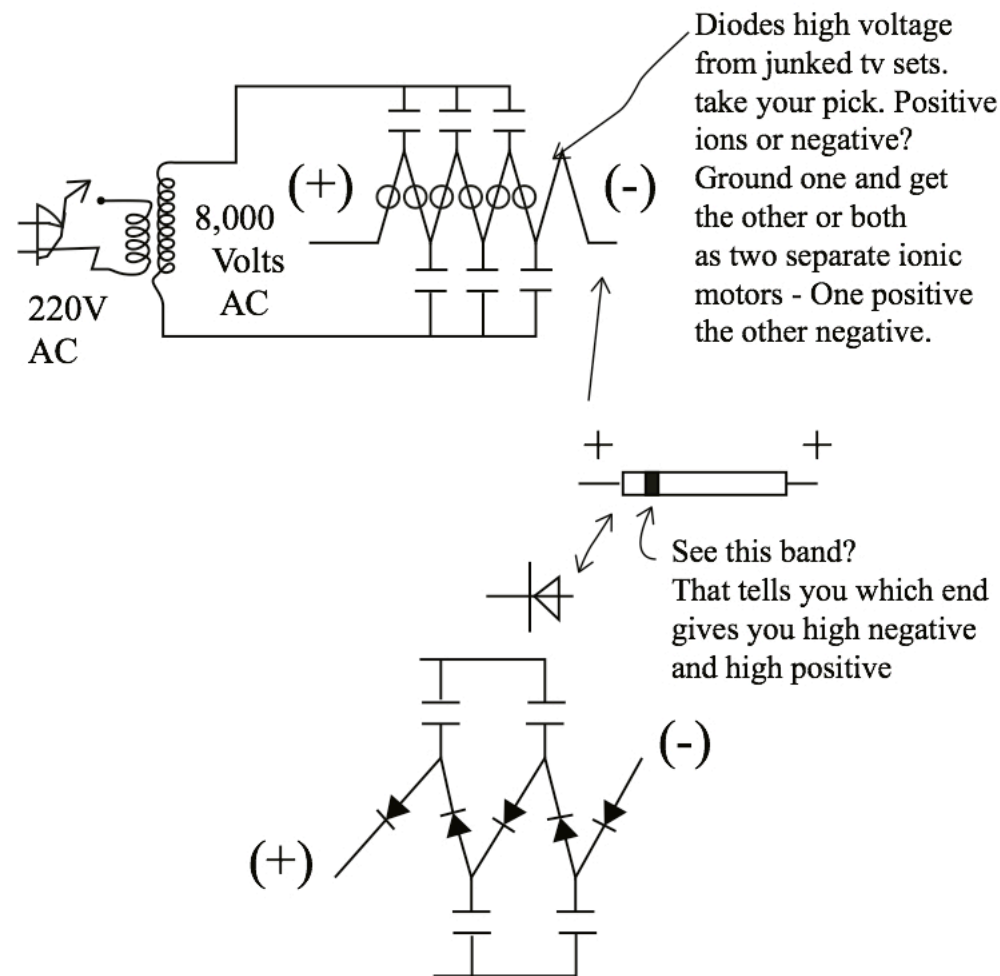 Diodes high voltage
from junked tv sets.
take your pick. Positive
ions or negative?
Ground one and get
the other or both
as two separate ionic
motors - One positive
the other negative.
(+)
(-)
8,000
Volts
AC
220V
AC
+
+
See this band?
That tells you which end
gives you high negative
and high positive
(-)
(+)